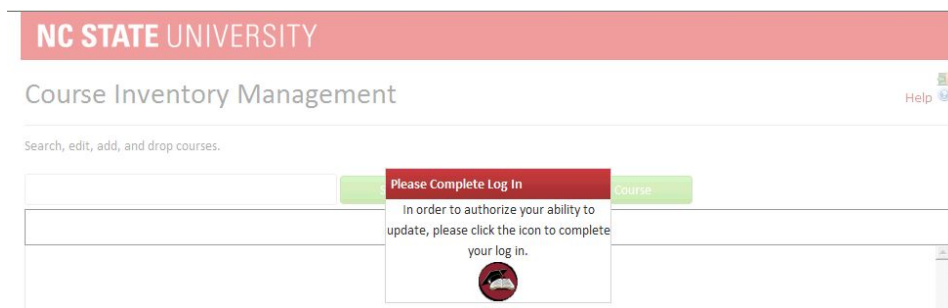 NC STATE UNIVERSITY
Course Inventory Management
Help
Search, edit, add, and drop courses.
Please Complete Log In
Course
In order to authorize your ability to
update, please click the icon to complete
your log in.